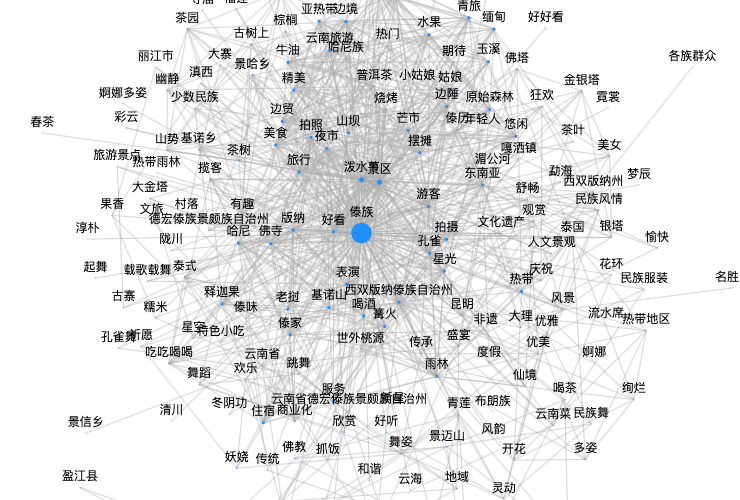 青旅
亚热带
边境
缅甸
好好看
茶园
棕榈
水果
古树上
云南旅游
热门
哈尼族
期待
玉溪
大寨
牛油
佛塔
丽江市
景哈乡
各族群众
滇西
普洱茶
小姑娘
姑娘
幽静
精美
金银塔
婀娜多姿
少数民族
烧烤
边陲
原始森林
狂欢
霓裳
边贸
彩云
山坝
芒市
傣历
年轻人
春茶
拍照
悠闲
茶叶
山势
基诺乡
美食
夜市
摆摊
茶树
嘎洒镇
美女
旅游景点
热带雨林
旅行
湄公河
揽客
泼水节
景区
东南亚
勐海
梦辰
大金塔
舒畅
西双版纳州
果香
村落
有趣
游客
民族风情
文旅
傣族
观赏
德宏傣族景颇族自治州
版纳
好看
文化遗产
淳朴
哈尼
佛寺
拍摄
泰国
银塔
陇川
孔雀
人文景观
愉快
星光
起舞
载歌载舞
泰式
表演
庆祝
花环
热带
民族服装
名胜
释迦果
老挝
基诺山
西双版纳傣族自治州
古寨
糯米
傣味
喝酒
昆明
风景
篝火
大理
流水席
星空
傣家
非遗
优雅
热带地区
孔雀舞
祈愿
特色小吃
世外桃源
传承
盛宴
优美
吃吃喝喝
云南省
度假
婀娜
欢乐
跳舞
雨林
舞蹈
仙境
服务
喝茶
绚烂
冬阴功
云南省德宏傣族景颇族自治州
青莲
布朗族
清川
住宿
商业化
云南菜
民族舞
景信乡
欣赏
好听
风韵
景迈山
舞姿
佛教
抓饭
开花
多姿
妖娆
传统
和谐
盈江县
云海
地域
灵动